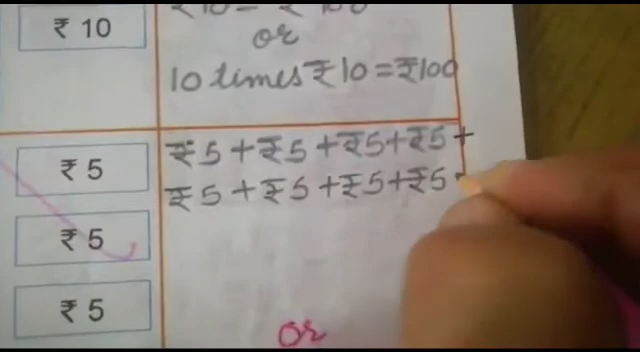 ₹ 10
or
10 times ₹10 = ₹100
₹ 5
₹5 + ₹5 + ₹5 + ₹5 +
₹5 + ₹5 + ₹5 + ₹5
₹ 5
₹ 5
or